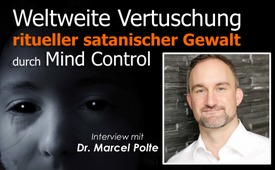 Weltweite Vertuschung
ritueller satanischer Gewalt
durch Mind Control
Interview mit
Dr. Marcel Polte